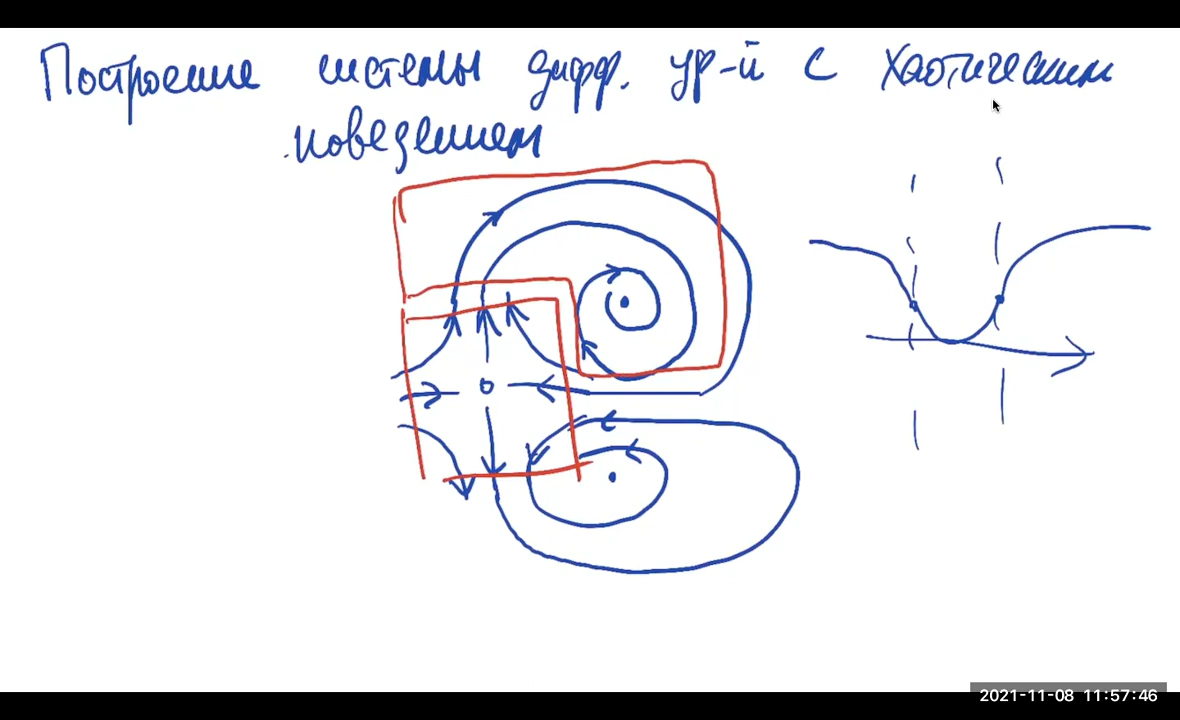 Построение системы дифф. ур-й с хаотическим
поведением
2021-11-08 11:57:46